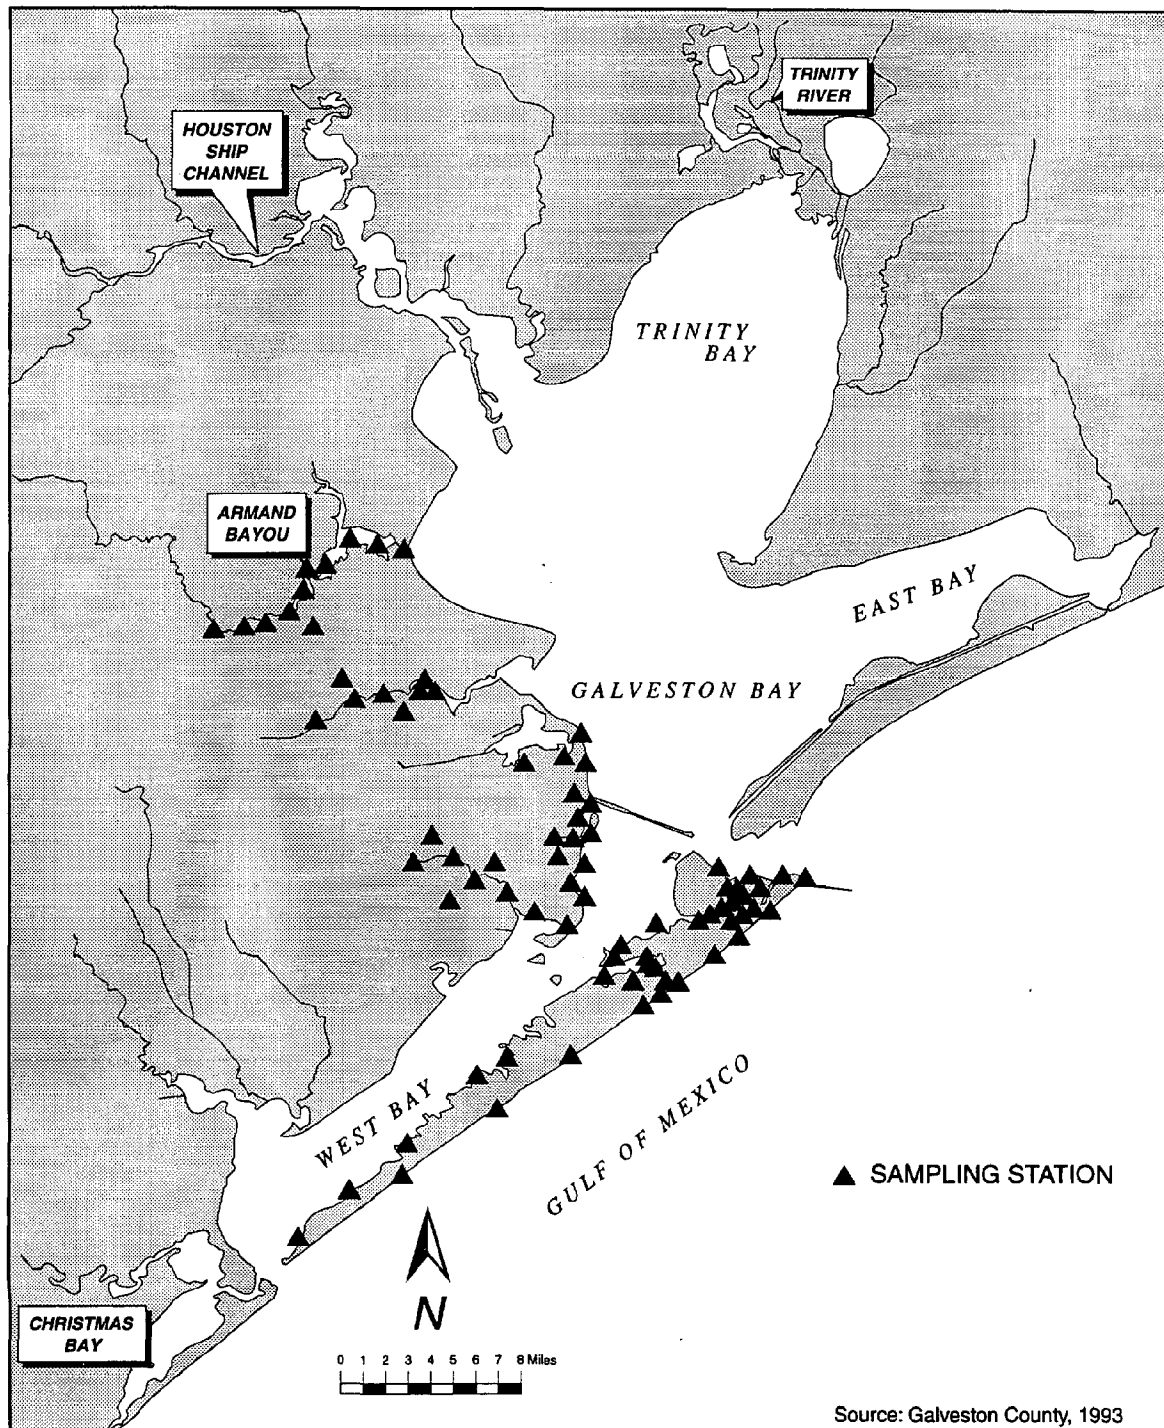 TRINITY
RIVER
HOUSTON
SHIP
CHANNEL
TRINITY
BAY
ARMAND
BAYOU
EAST BAY
GALVESTON BAY
WEST BAY
GULF OF MEXICO
SAMPLING STATION
N
CHRISTMAS
BAY
0 1 2 3 4 5 6 7 8 Miles
Source: Galveston County, 1993